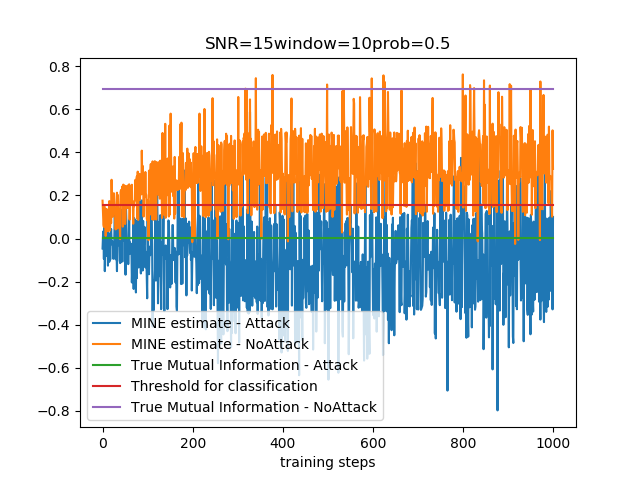 SNR=15window=10prob=0.5
0.8
0.6
0.4
0.2
0.0
−0.2
−0.4
−0.6
−0.8
MINE estimate - Attack
MINE estimate - NoAttack
True Mutual Information - Attack
Threshold for classification
True Mutual Information - NoAttack
0 200 400 600 800 1000
training steps